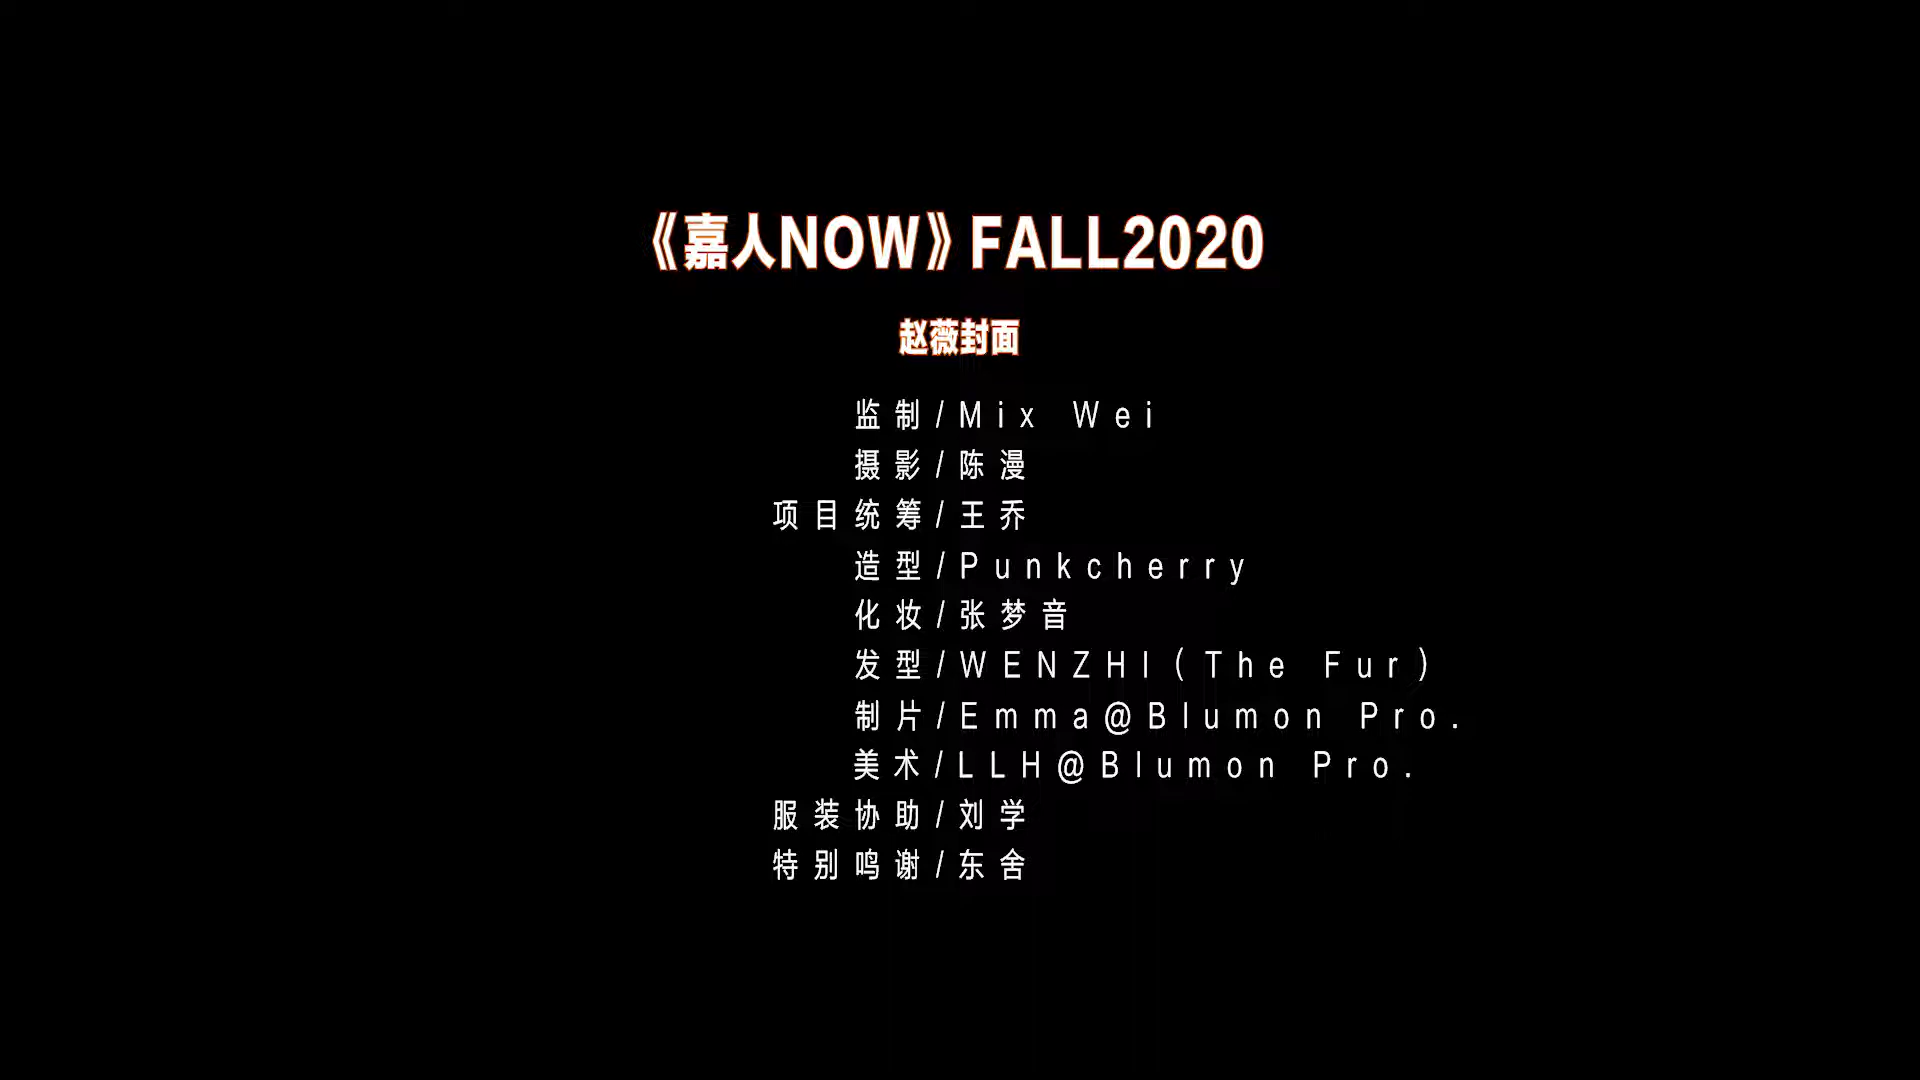 《嘉人NOW》FALL2020
赵薇封面
监制/Mix Wei
摄影/陈漫
项目统筹/王乔
造型/Punkcherry
化妆/张梦音
发型/WENZHI(The Fur)
制片/Emma@Blumon Pro.
美术/LLH@Blumon Pro.
服装协助/刘学
特别鸣谢/东舍